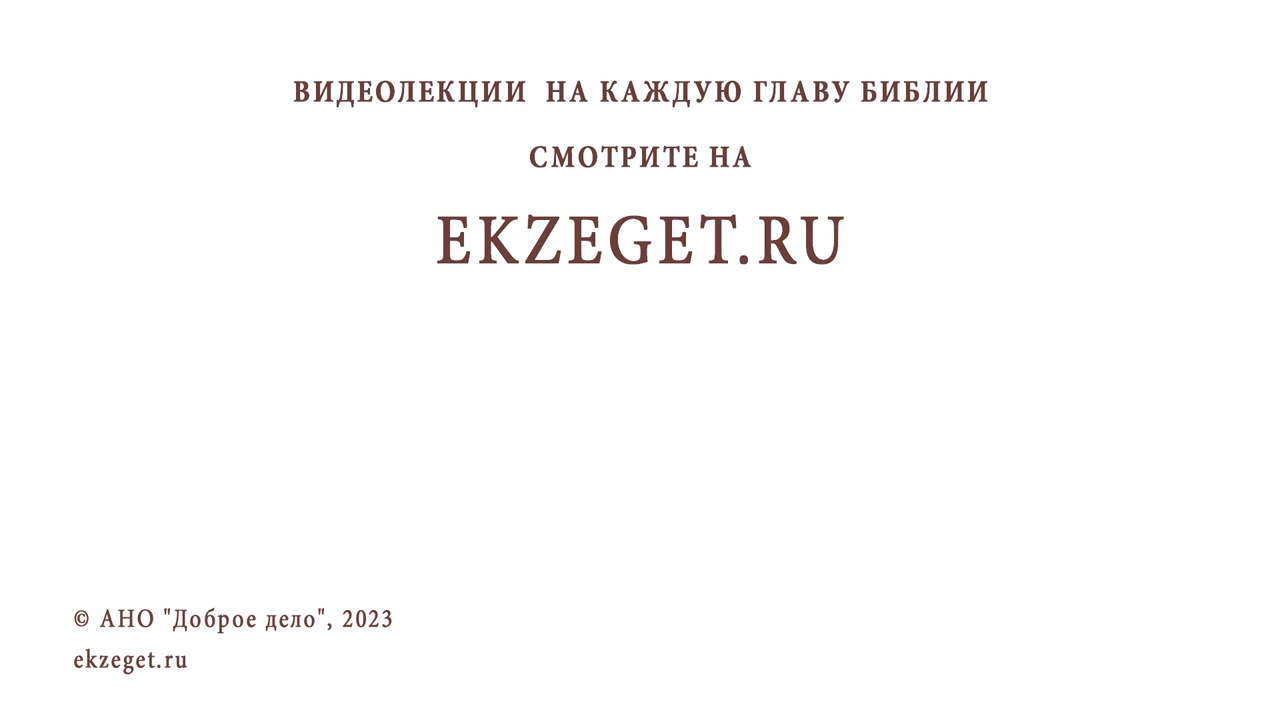 ВИДЕОЛЕКЦИИ НА КАЖДУЮ ГЛАВУ БИБЛИИ
СМОТРИТЕ НА
EKZEGET.RU
© АНО "Доброе дело", 2023
ekzeget.ru